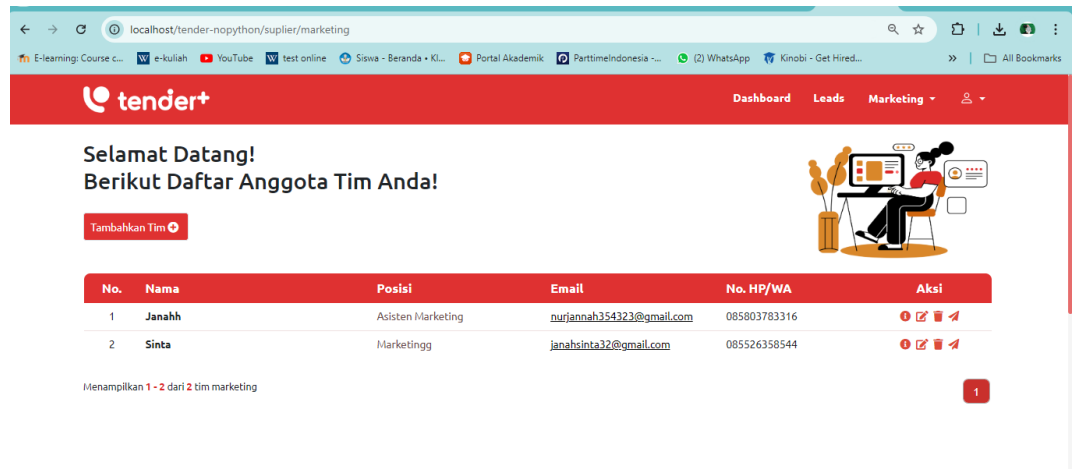 localhost/tender-nopython/suplier/marketing
E-learning: Course c... e-kuliah YouTube test online Siswa - Beranda • Kl... Portal Akademik ParttimeIndonesia -... (2) WhatsApp Kinobi - Get Hired... » All Bookmarks
tender+ Dashboard Leads Marketing
Selamat Datang!
Berikut Daftar Anggota Tim Anda!
Tambahkan Tim
No. Nama Posisi Email No. HP/WA Aksi
1 Janahh Asisten Marketing nurjannah354323@gmail.com 085803783316
2 Sinta Marketingg janahsinta32@gmail.com 085526358544
Menampilkan 1 - 2 dari 2 tim marketing 1